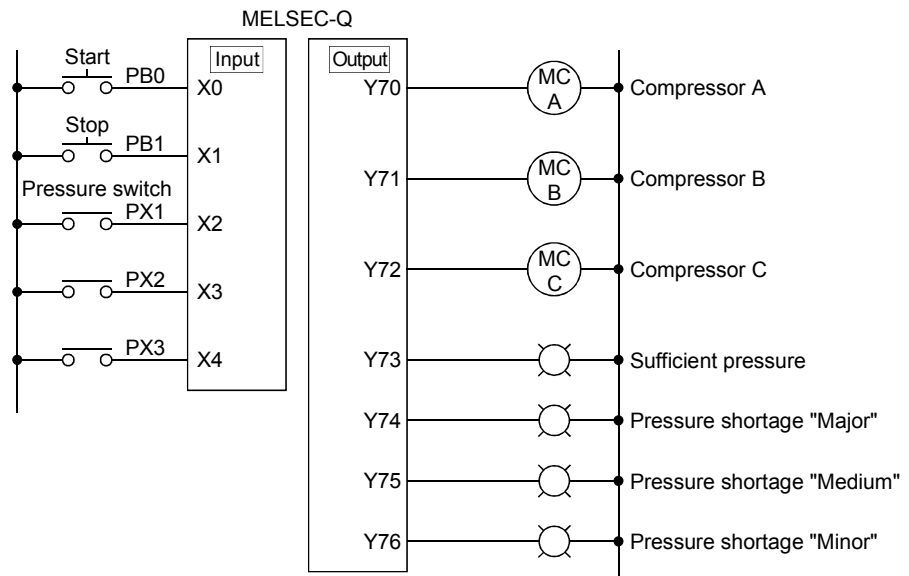 MELSEC-Q
Input
Output
Start
PB0
X0
Stop
PB1
X1
Pressure switch
PX1
X2
PX2
X3
PX3
X4
Y70
MC
A
Compressor A
Y71
MC
B
Compressor B
Y72
MC
C
Compressor C
Y73
Sufficient pressure
Y74
Pressure shortage "Major"
Y75
Pressure shortage "Medium"
Y76
Pressure shortage "Minor"